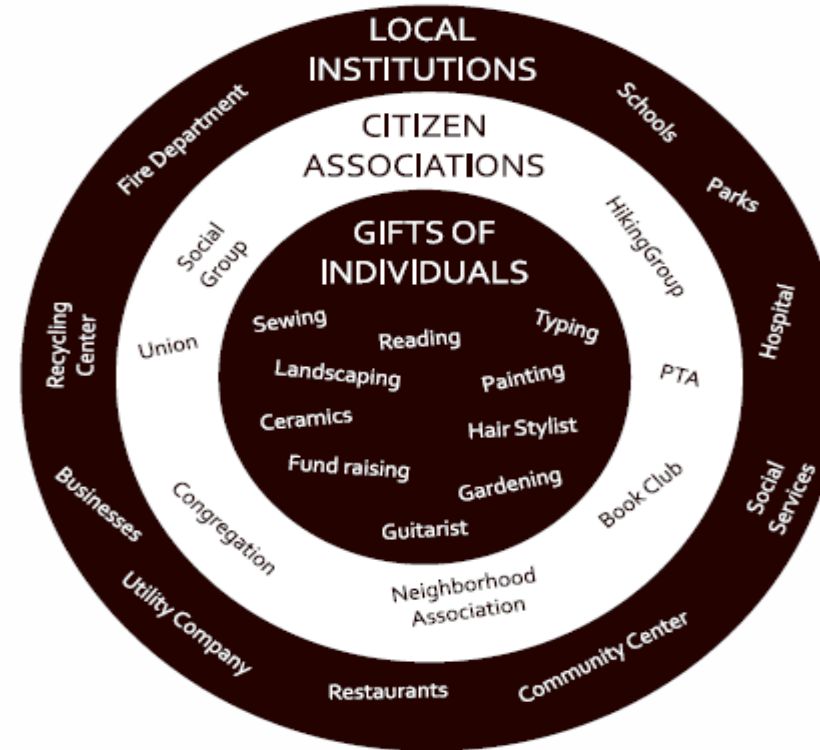 LOCAL
INSTITUTIONS
Fire Department
Schools
Parks
Hospital
Social
Services
Community Center
Restaurants
Utility Company
Businesses
Recycling
Center
CITIZEN
ASSOCIATIONS
Social
Group
HikingGroup
PTA
Book Club
Neighborhood
Association
Congregation
Union
GIFTS OF
INDIVIDUALS
Sewing
Reading
Typing
Landscaping
Painting
Ceramics
Hair Stylist
Fund raising
Gardening
Guitarist